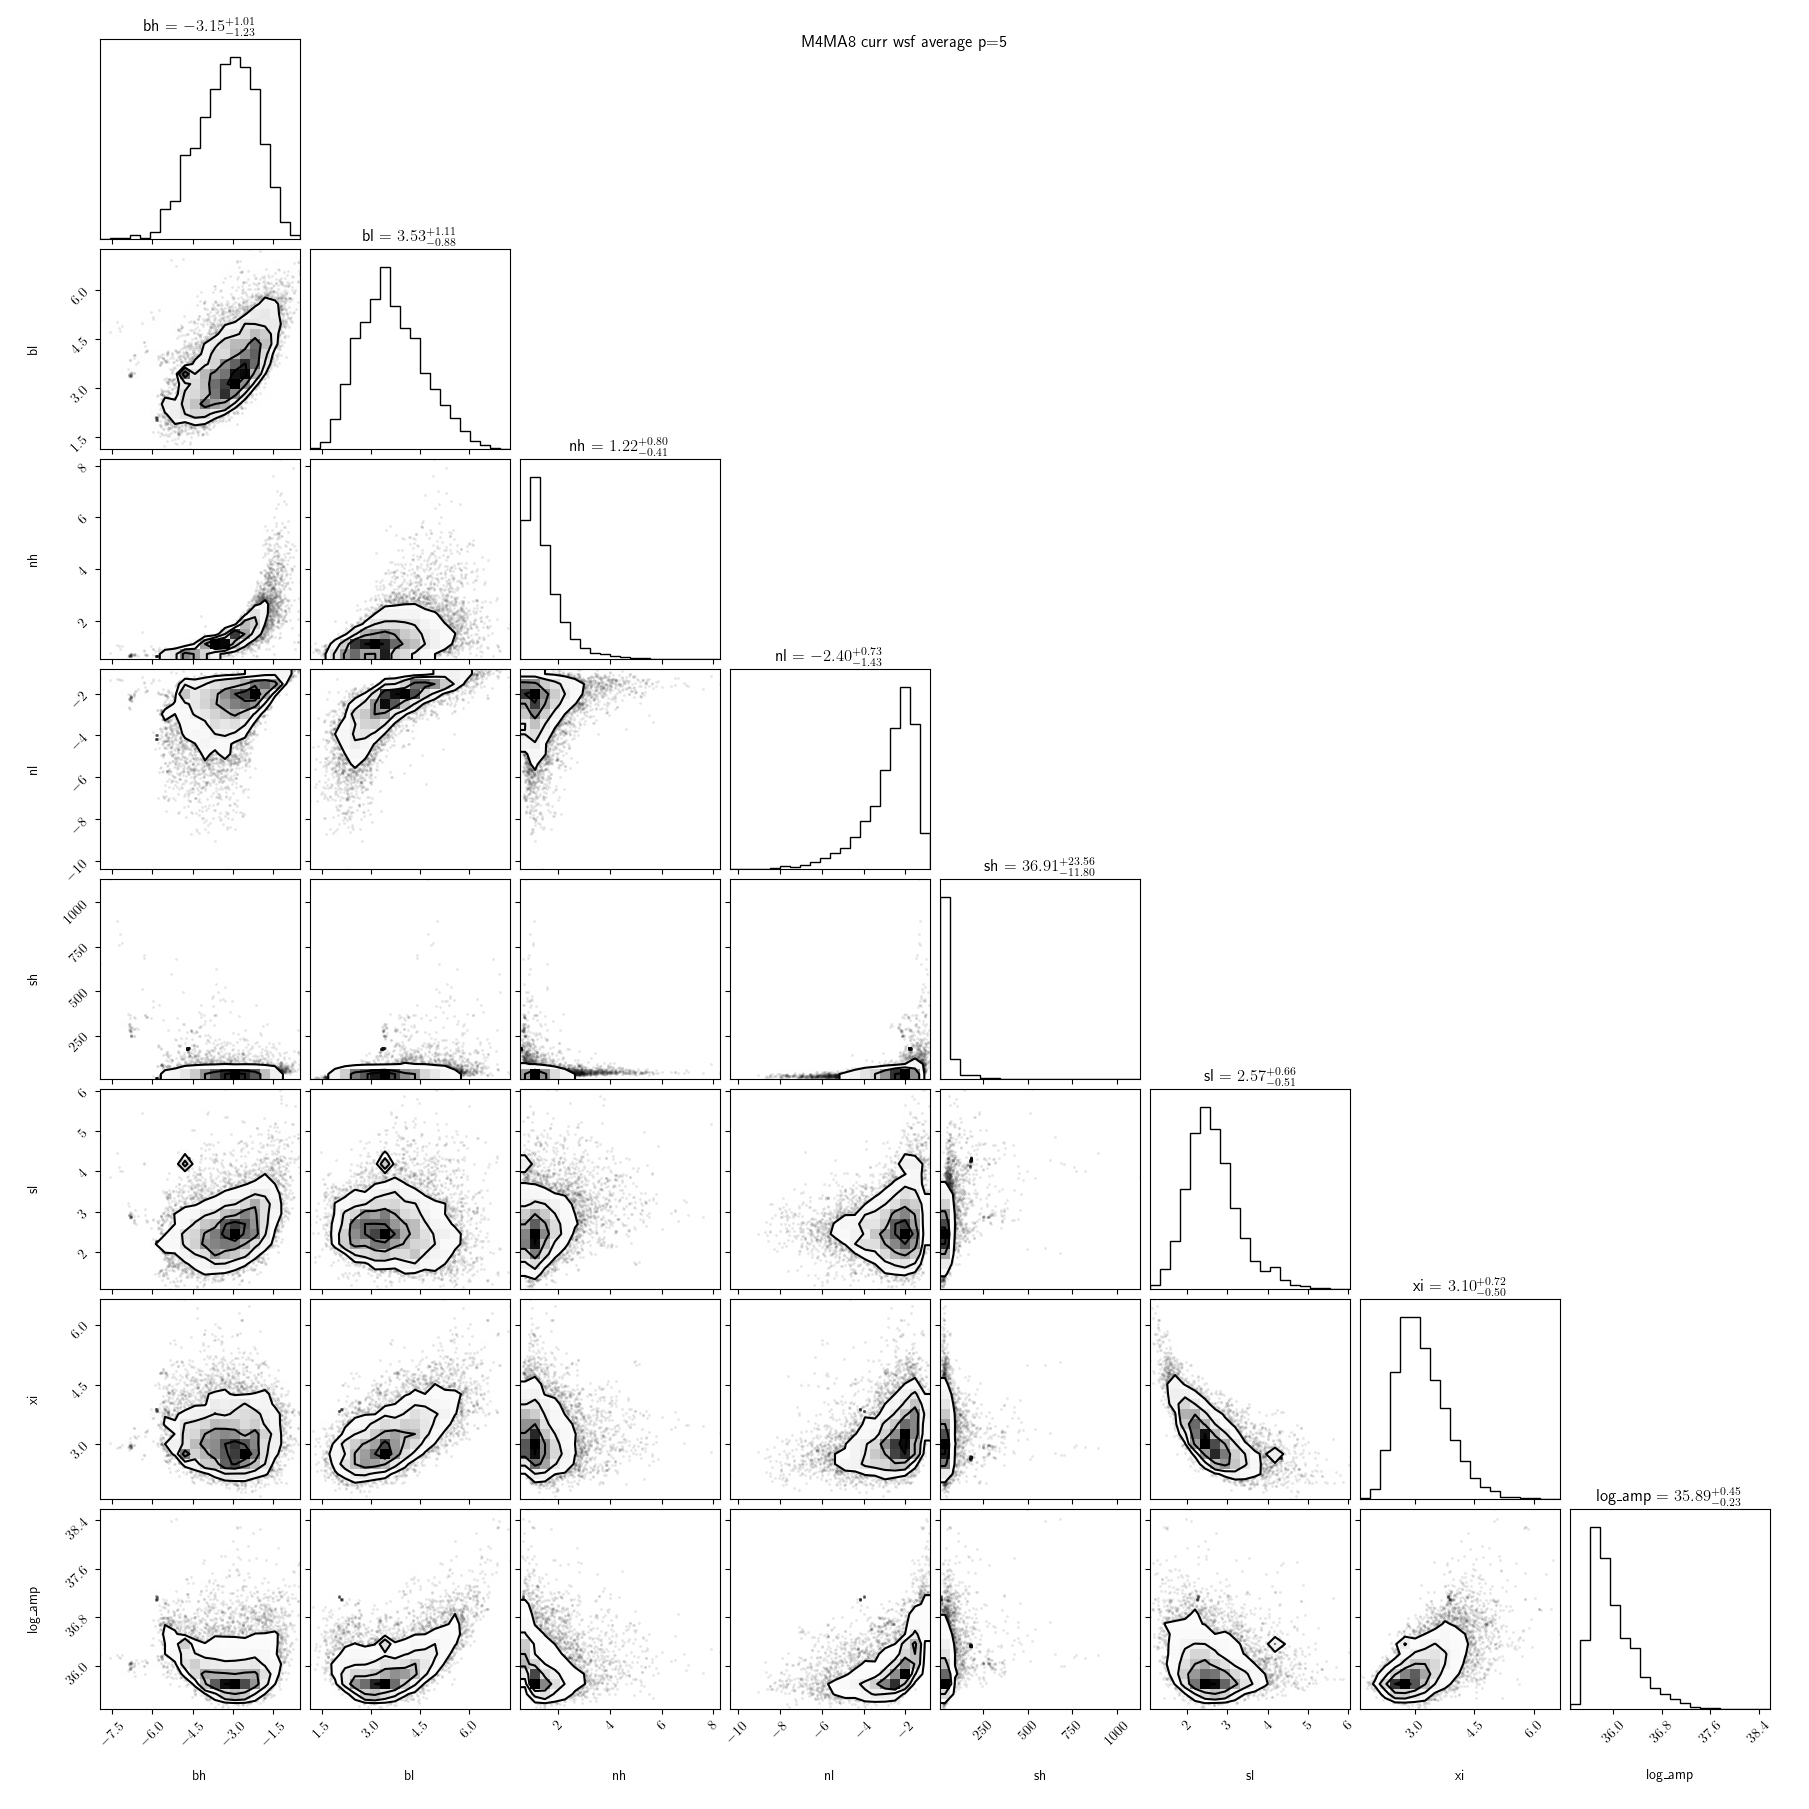 M4MA8 curr wsf average p=5
bh = −3.15+1.01 −1.23
bl = 3.53+1.11 −0.88
nh = 1.22+0.80 −0.41
nl = −2.40+0.73 −1.43
sh = 36.91+23.56 −11.80
sl = 2.57+0.66 −0.51
xi = 3.10+0.72 −0.50
log_amp = 35.89+0.45 −0.23
bl
6.0
4.5
3.0
1.5
nh
8
6
4
2
nl
−2
−4
−6
−8
−10
sh
1000
750
500
250
sl
6
5
4
3
2
xi
6.0
4.5
3.0
log_amp
38.4
37.6
36.8
36.0
−7.5 −6.0 −4.5 −3.0 −1.5 1.5 3.0 4.5 6.0 2 4 6 8 −10 −8 −6 −4 −2 250 500 750 1000 2 3 4 5 6 3.0 4.5 6.0 36.0 36.8 37.6 38.4
bh bl nh nl sh sl xi log_amp